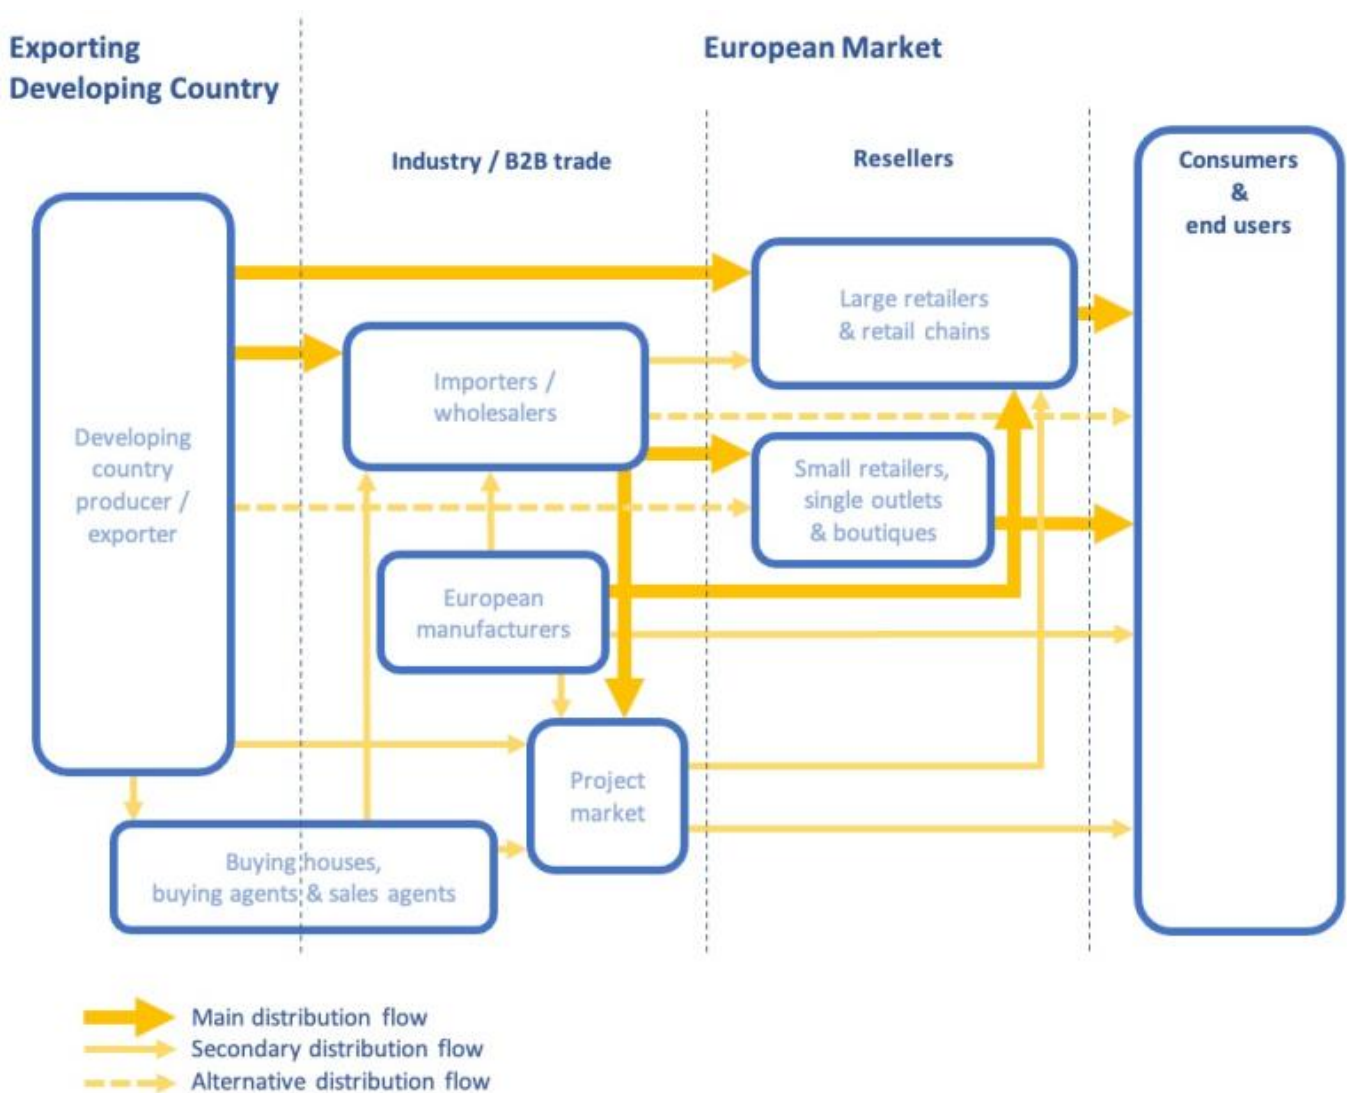 Exporting
Developing Country
European Market
Industry / B2B trade
Resellers
Consumers
&
end users
Large retailers
& retail chains
Importers /
wholesalers
Developing
country
producer /
exporter
Small retailers,
single outlets
& boutiques
European
manufacturers
Project
market
Buying houses,
buying agents & sales agents
Main distribution flow
Secondary distribution flow
Alternative distribution flow